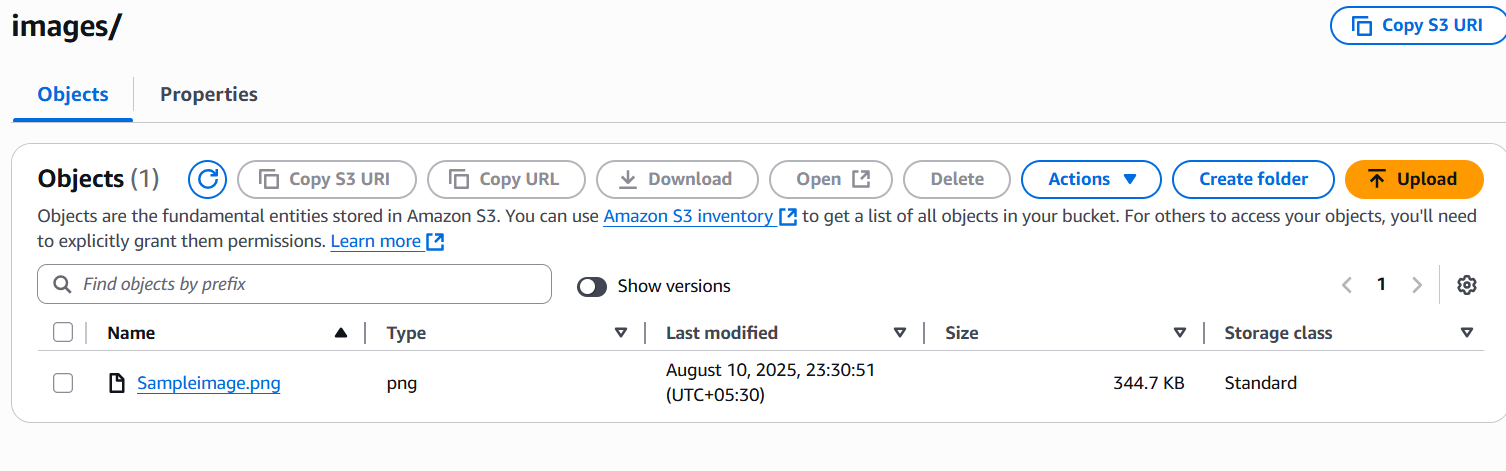 images/
Copy S3 URI
Objects
Properties
Objects (1)
Copy S3 URI
Copy URL
Download
Open
Delete
Actions
Create folder
Upload
Objects are the fundamental entities stored in Amazon S3. You can use Amazon S3 inventory to get a list of all objects in your bucket. For others to access your objects, you'll need
to explicitly grant them permissions. Learn more
Find objects by prefix
Show versions
1
Name
Type
Last modified
Size
Storage class
Sampleimage.png
png
August 10, 2025, 23:30:51
(UTC+05:30)
344.7 KB
Standard